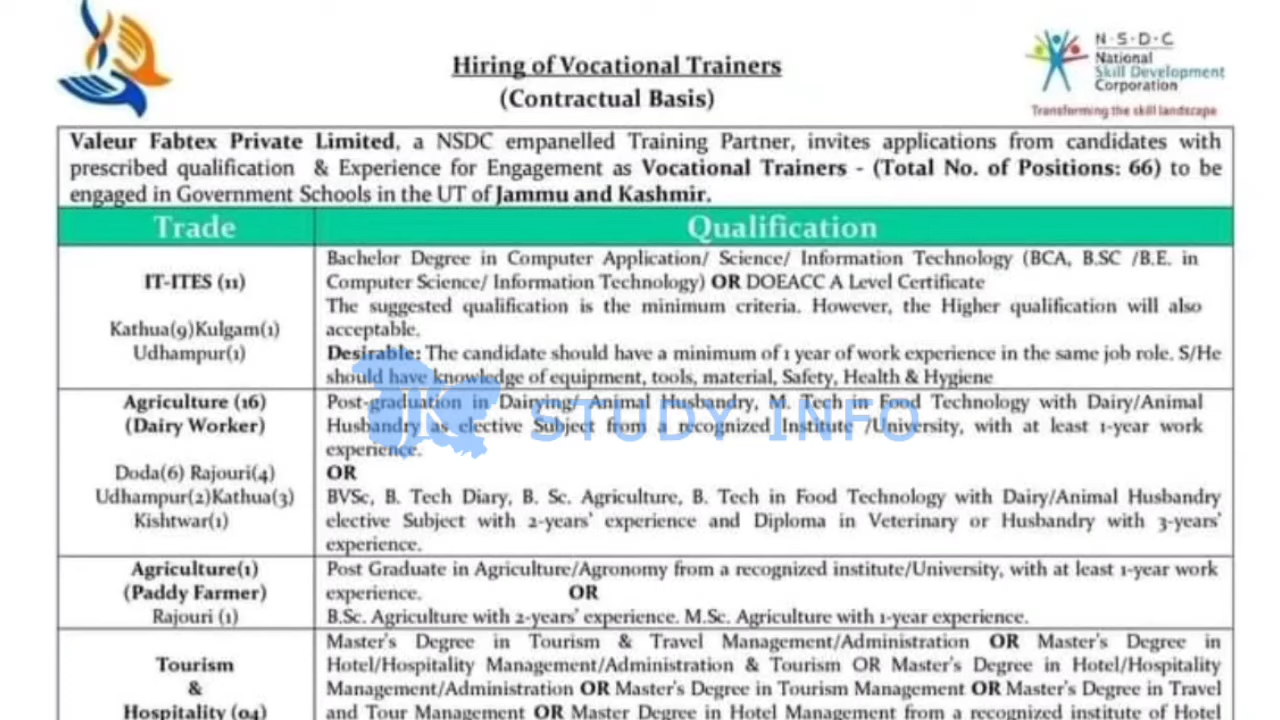 Hiring of Vocational Trainers
(Contractual Basis)
N·S·D·C
National
Skill Development
Corporation
Transforming the skill landscape
Valeur Fabtex Private Limited, a NSDC empanelled Training Partner, invites applications from candidates with
prescribed qualification & Experience for Engagement as Vocational Trainers - (Total No. of Positions: 66) to be
engaged in Government Schools in the UT of Jammu and Kashmir.
Trade
Qualification
IT-ITES (11)
Kathua(9)Kulgam(1)
Udhampur(1)
Bachelor Degree in Computer Application/ Science/ Information Technology (BCA, B.SC /B.E. in
Computer Science/ Information Technology) OR DOEACC A Level Certificate
The suggested qualification is the minimum criteria. However, the Higher qualification will also
acceptable.
Desirable: The candidate should have a minimum of 1 year of work experience in the same job role. S/He
should have knowledge of equipment, tools, material, Safety, Health & Hygiene
Agriculture (16)
(Dairy Worker)
Doda(6) Rajouri(4)
Udhampur(2)Kathua(3)
Kishtwar(1)
Post-graduation in Dairying/ Animal Husbandry, M. Tech in Food Technology with Dairy/Animal
Husbandry as elective Subject from a recognized Institute /University, with at least 1-year work
experience.
OR
BVSc, B. Tech Diary, B. Sc. Agriculture, B. Tech in Food Technology with Dairy/Animal Husbandry
elective Subject with 2-years' experience and Diploma in Veterinary or Husbandry with 3-years'
experience.
JK STUDY INFO
Agriculture(1)
(Paddy Farmer)
Rajouri (1)
Post Graduate in Agriculture/Agronomy from a recognized institute/University, with at least 1-year work
experience. OR
B.Sc. Agriculture with 2-years' experience. M.Sc. Agriculture with 1-year experience.
Tourism
&
Hospitality (04)
Master's Degree in Tourism & Travel Management/Administration OR Master's Degree in
Hotel/Hospitality Management/Administration & Tourism OR Master's Degree in Hotel/Hospitality
Management/Administration OR Master's Degree in Tourism Management OR Master's Degree in Travel
and Tour Management OR Master Degree in Hotel Management from a recognized institute of Hotel